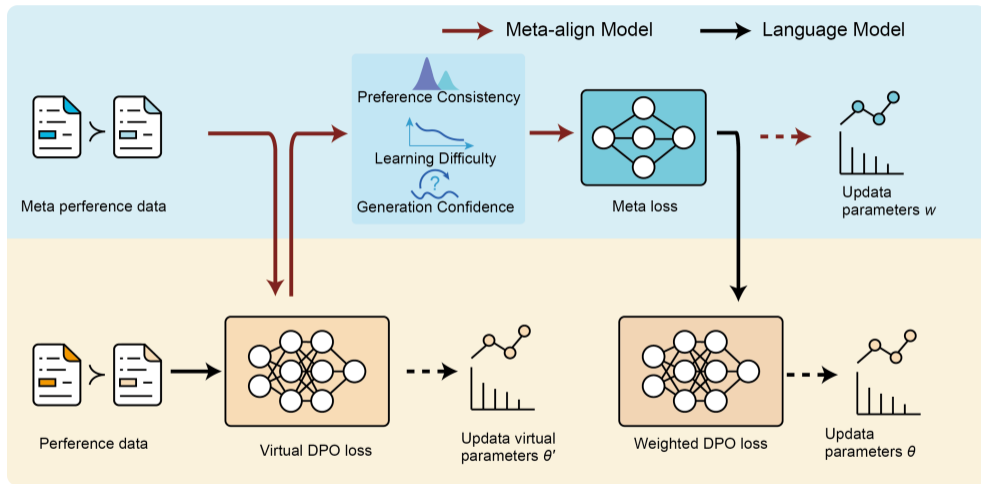 Meta-align Model
Language Model
Preference Consistency
Learning Difficulty
?
Generation Confidence
Meta perference data
Meta loss
Updata
parameters w
Perference data
Virtual DPO loss
Updata virtual
parameters θ′
Weighted DPO loss
Updata
parameters θ